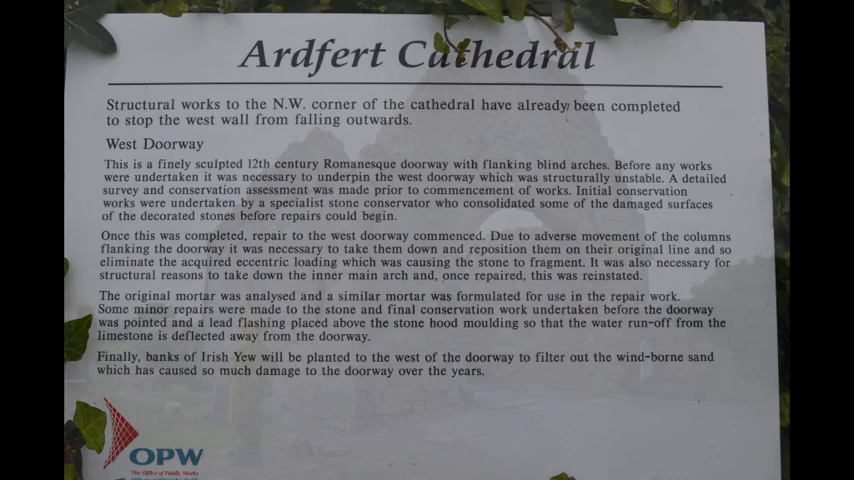 Ardfert Cathedral
Structural works to the N.W. corner of the cathedral have already been completed
to stop the west wall from falling outwards.
West Doorway
This is a finely sculpted 12th century Romanesque doorway with flanking blind arches. Before any works
were undertaken it was necessary to underpin the west doorway which was structurally unstable. A detailed
survey and conservation assessment was made prior to commencement of works. Initial conservation
works were undertaken by a specialist stone conservator who consolidated some of the damaged surfaces
of the decorated stones before repairs could begin.
Once this was completed, repair to the west doorway commenced. Due to adverse movement of the columns
flanking the doorway it was necessary to take them down and reposition them on their original line and so
eliminate the acquired eccentric loading which was causing the stone to fragment. It was also necessary for
structural reasons to take down the inner main arch and, once repaired, this was reinstated.
The original mortar was analysed and a similar mortar was formulated for use in the repair work.
Some minor repairs were made to the stone and final conservation work undertaken before the doorway
was pointed and a lead flashing placed above the stone hood moulding so that the water run-off from the
limestone is deflected away from the doorway.
Finally, banks of Irish Yew will be planted to the west of the doorway to filter out the wind-borne sand
which has caused so much damage to the doorway over the years.
OPW
The Office of Public Works